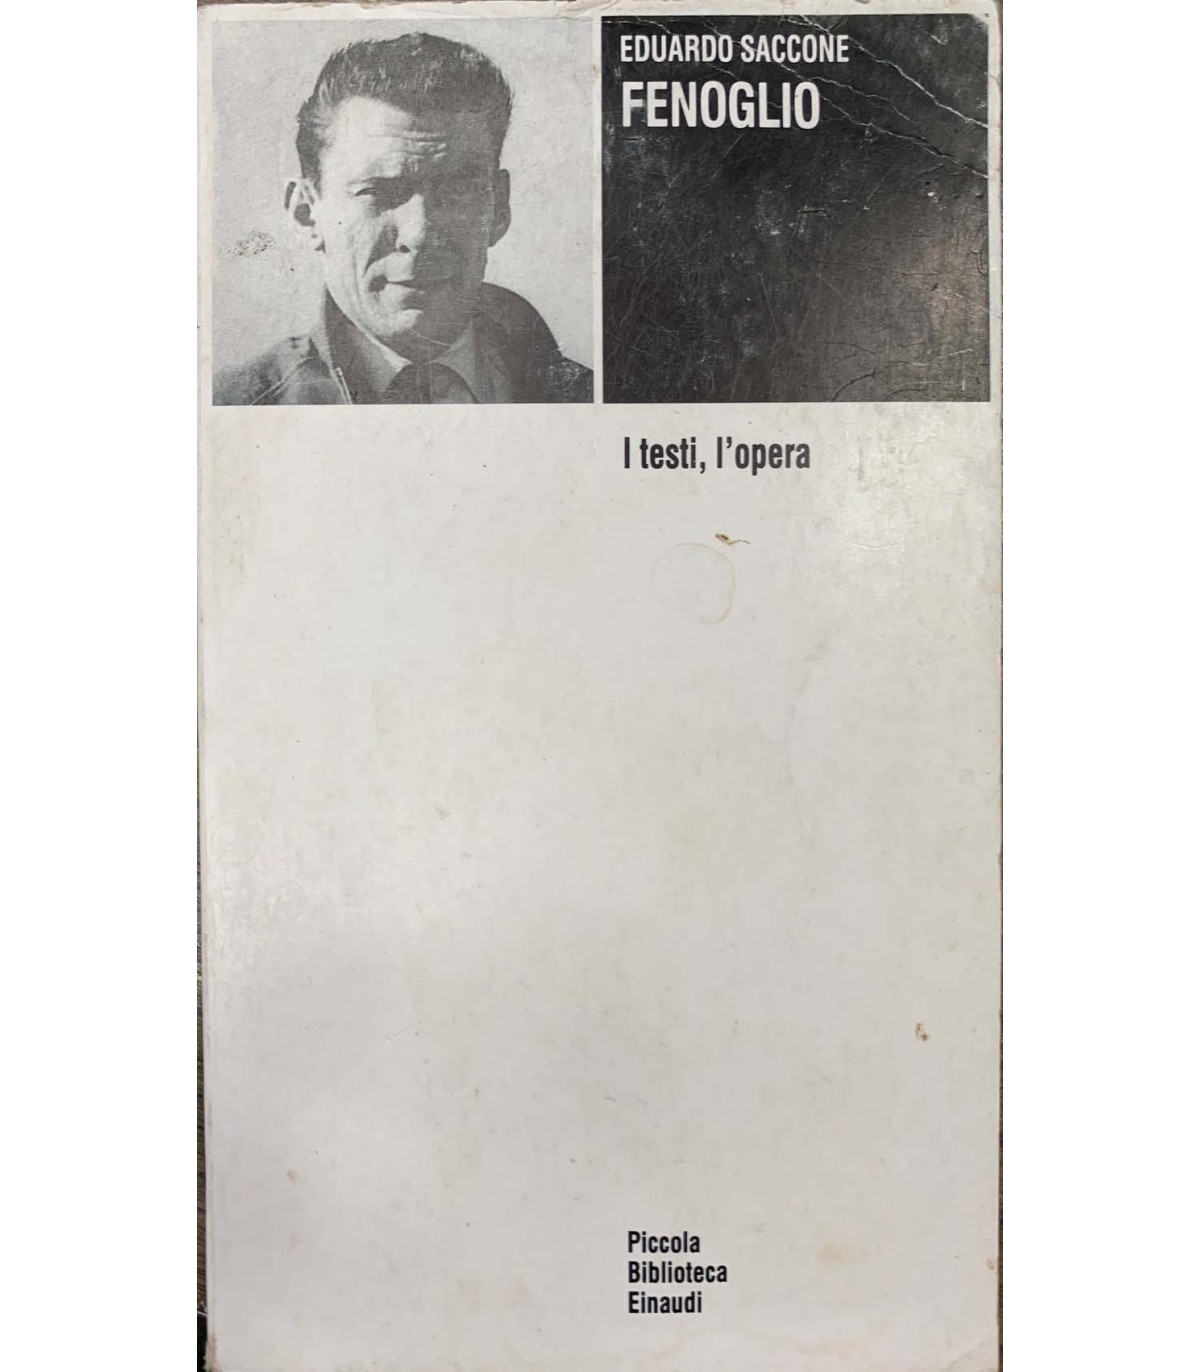 EDUARDO SACCONE
FENOGLIO
I testi, l'opera
Piccola
Biblioteca
Einaudi